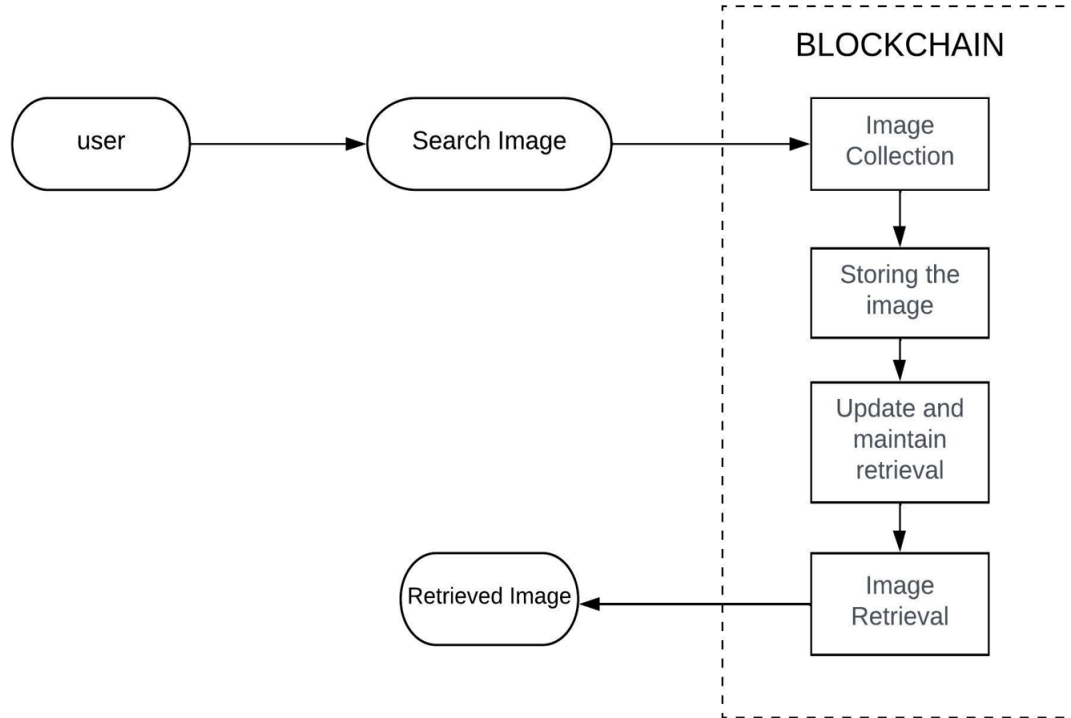 BLOCKCHAIN
user
Search Image
Image
Collection
Storing the
image
Update and
maintain
retrieval
Retrieved Image
Image
Retrieval